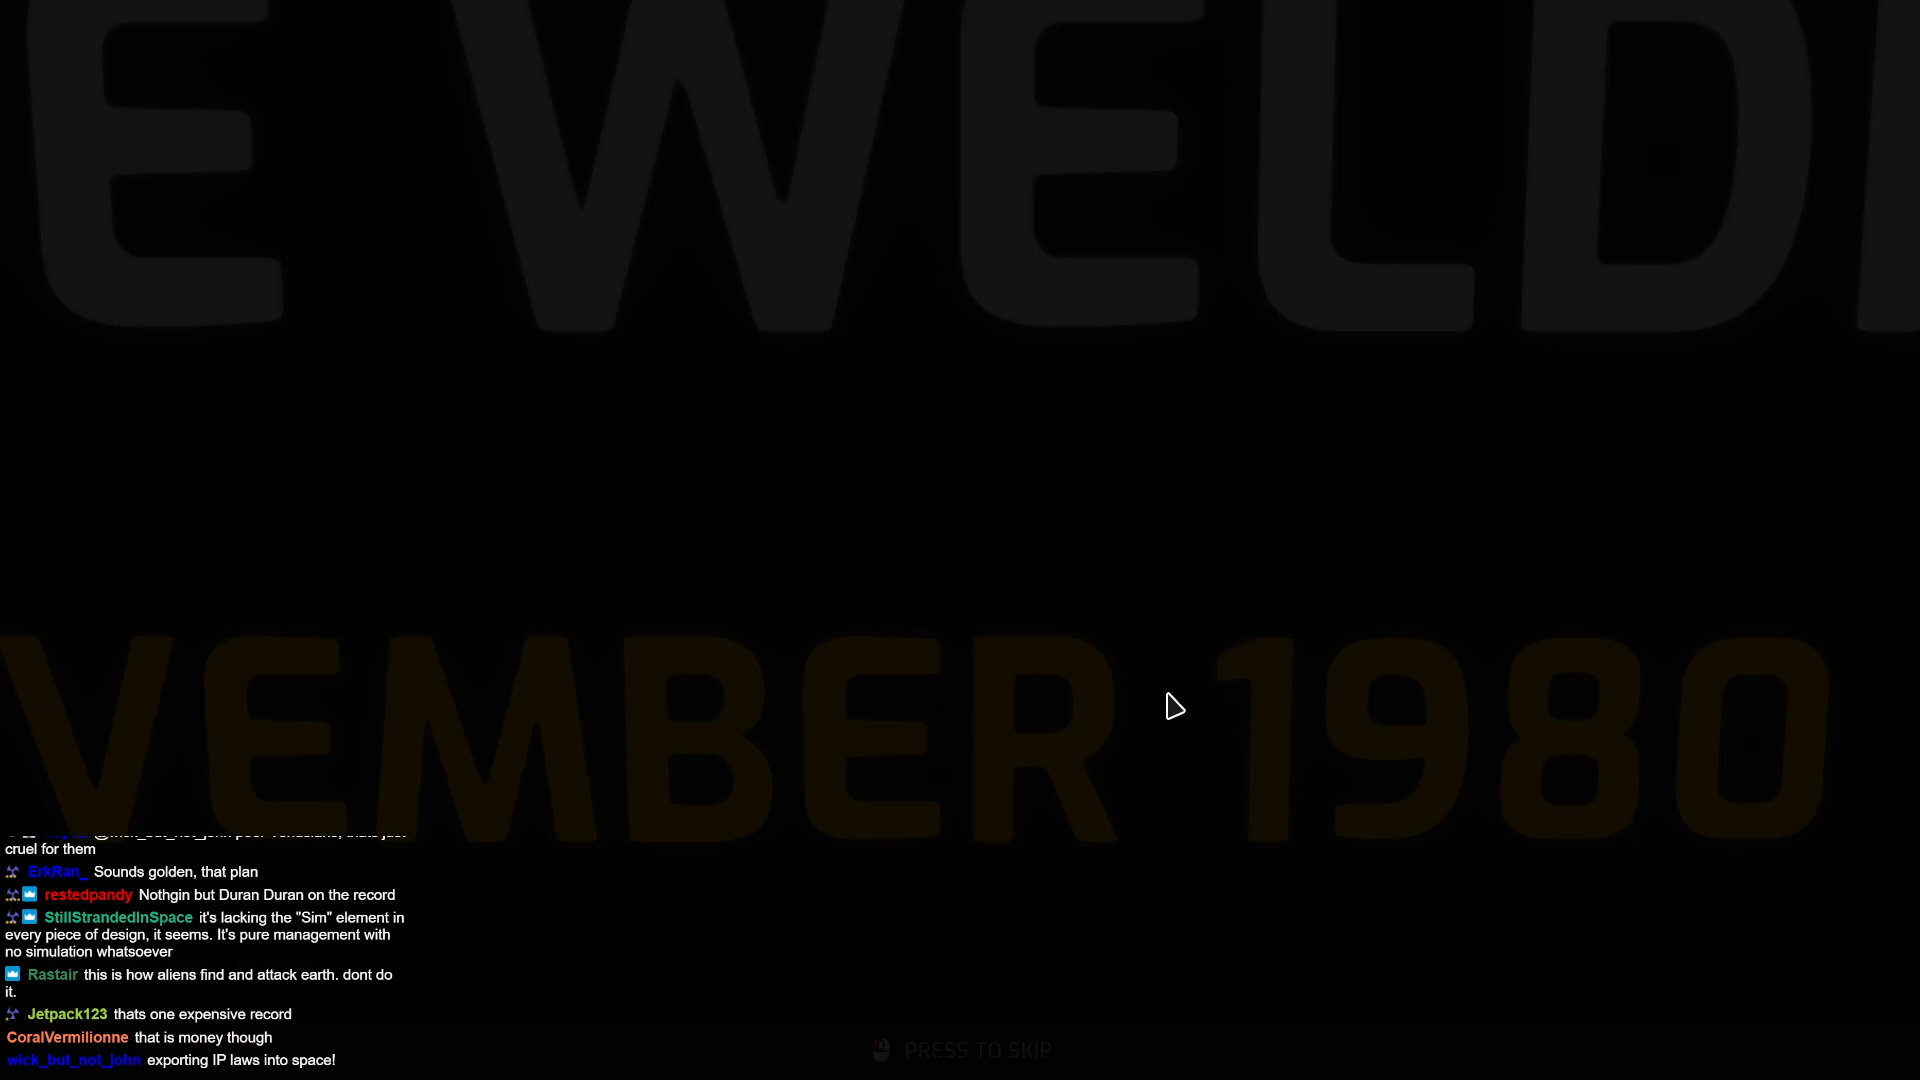 E WELD
VEMBER 1980
cruel for them
ErkRan_ Sounds golden, that plan
restedpandy Nothgin but Duran Duran on the record
StillStrandedInSpace it's lacking the "Sim" element in
every piece of design, it seems. It's pure management with
no simulation whatsoever
Rastair this is how aliens find and attack earth. dont do
it.
Jetpack123 thats one expensive record
CoralVermilionne that is money though
wick_but_not_john exporting IP laws into space!
PRESS TO SKIP